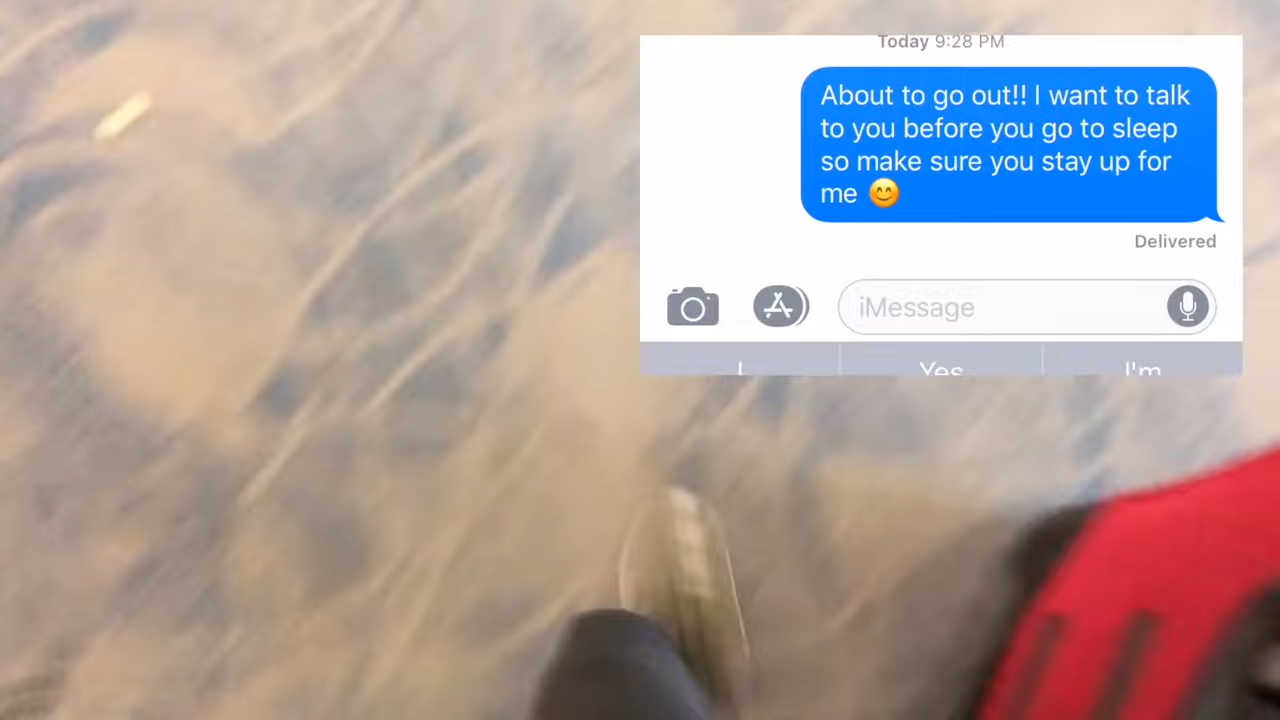 Today 9:28 PM
About to go out!! I want to talk
to you before you go to sleep
so make sure you stay up for
me 😊
Delivered
iMessage
I Yes I'm